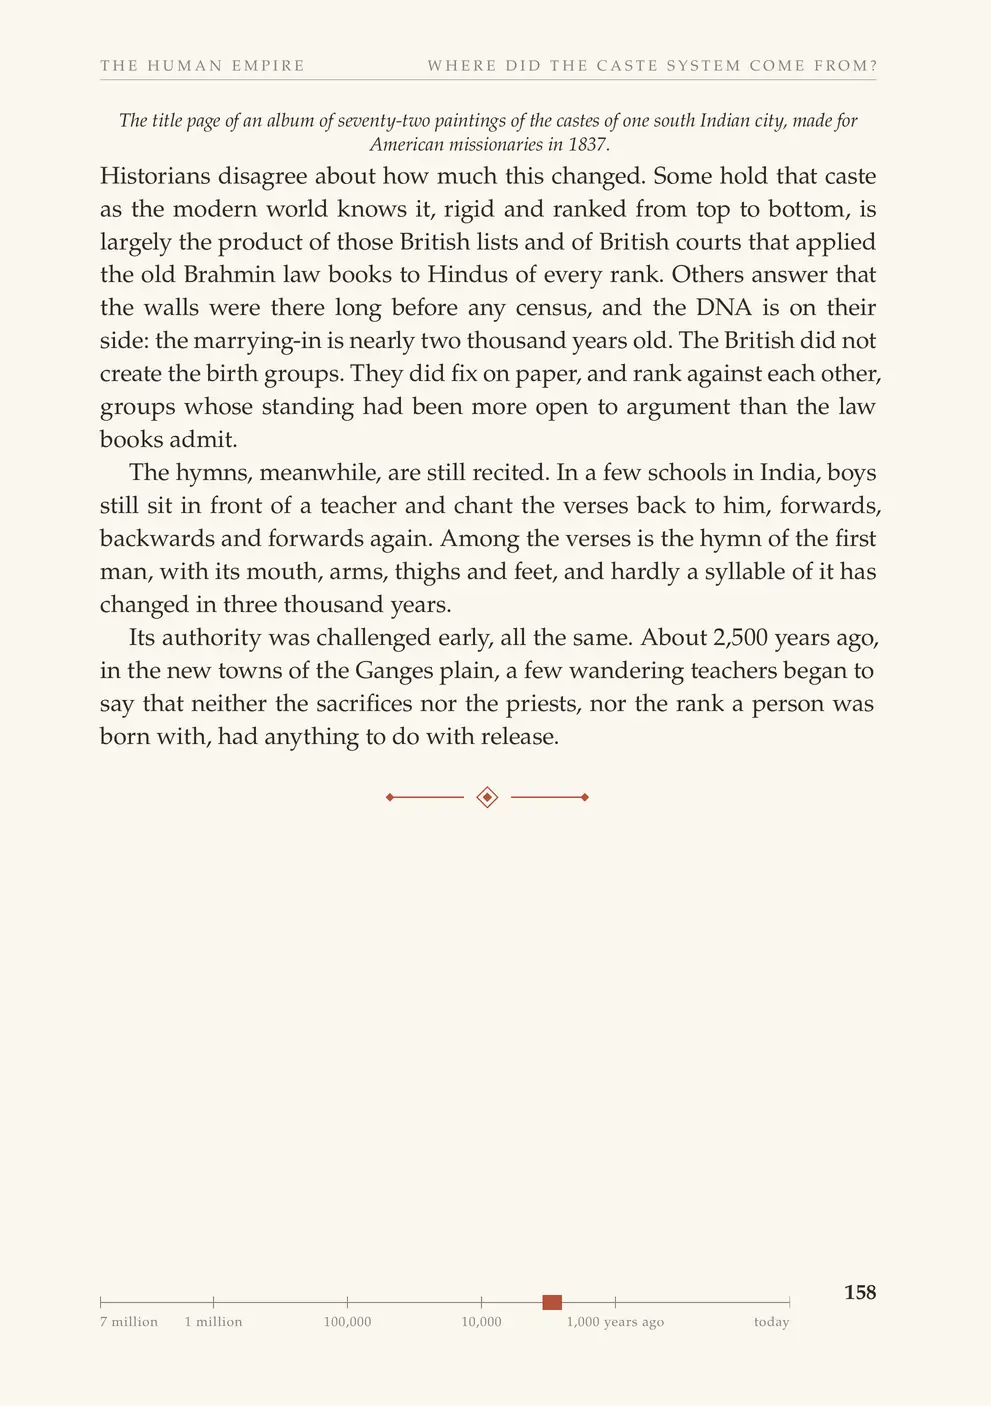 THE HUMAN EMPIRE
WHERE DID THE CASTE SYSTEM COME FROM?
The title page of an album of seventy-two paintings of the castes of one south Indian city, made for
American missionaries in 1837.
Historians disagree about how much this changed. Some hold that caste
as the modern world knows it, rigid and ranked from top to bottom, is
largely the product of those British lists and of British courts that applied
the old Brahmin law books to Hindus of every rank. Others answer that
the walls were there long before any census, and the DNA is on their
side: the marrying-in is nearly two thousand years old. The British did not
create the birth groups. They did fix on paper, and rank against each other,
groups whose standing had been more open to argument than the law
books admit.
The hymns, meanwhile, are still recited. In a few schools in India, boys
still sit in front of a teacher and chant the verses back to him, forwards,
backwards and forwards again. Among the verses is the hymn of the first
man, with its mouth, arms, thighs and feet, and hardly a syllable of it has
changed in three thousand years.
Its authority was challenged early, all the same. About 2,500 years ago,
in the new towns of the Ganges plain, a few wandering teachers began to
say that neither the sacrifices nor the priests, nor the rank a person was
born with, had anything to do with release.
158
7 million 1 million 100,000 10,000 1,000 years ago today